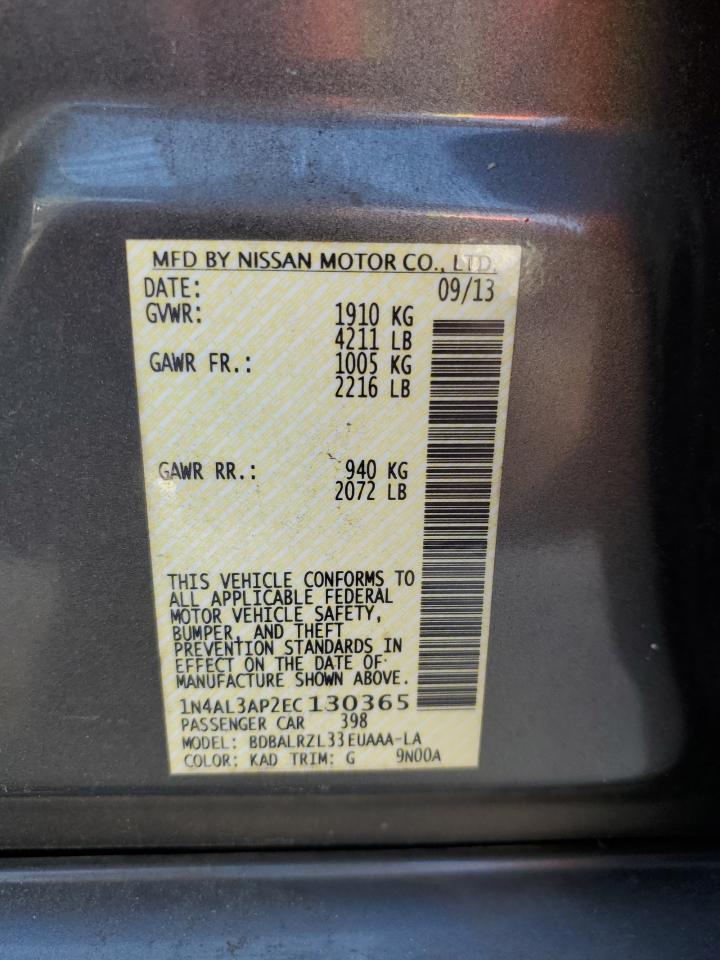 MFD BY NISSAN MOTOR CO., LTD.
DATE: 09/13
GVWR: 1910 KG
4211 LB
GAWR FR.: 1005 KG
2216 LB
GAWR RR.: 940 KG
2072 LB
THIS VEHICLE CONFORMS TO
ALL APPLICABLE FEDERAL
MOTOR VEHICLE SAFETY,
BUMPER, AND THEFT
PREVENTION STANDARDS IN
EFFECT ON THE DATE OF
MANUFACTURE SHOWN ABOVE.
1N4AL3AP2EC130365
PASSENGER CAR 398
MODEL: BDBALRZL33EUAAA-LA
COLOR: KAD TRIM: G 9N00A